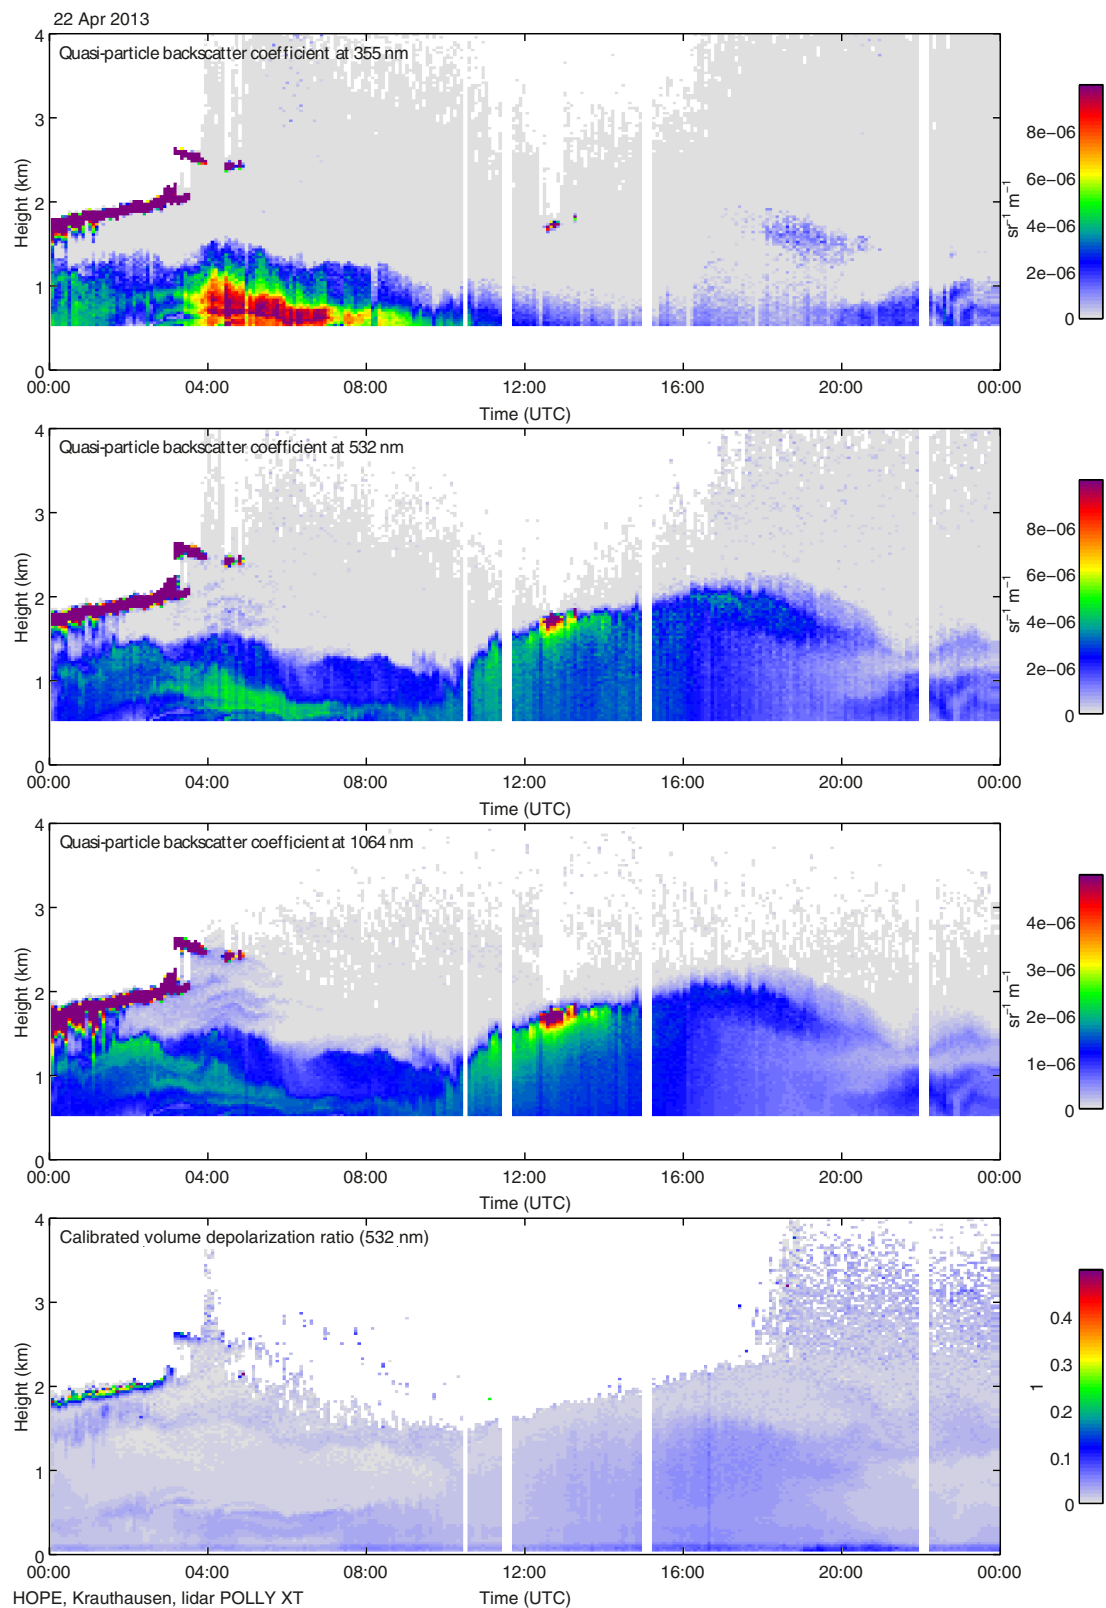 22 Apr 2013
4
Quasi-particle backscatter coefficient at 355 nm
3
2
1
0
Height (km)
00:00 04:00 08:00 12:00 16:00 20:00 00:00
Time (UTC)
8e−06
6e−06
4e−06
2e−06
0
sr⁻¹ m⁻¹
4
Quasi-particle backscatter coefficient at 532 nm
3
2
1
0
Height (km)
00:00 04:00 08:00 12:00 16:00 20:00 00:00
Time (UTC)
8e−06
6e−06
4e−06
2e−06
0
sr⁻¹ m⁻¹
4
Quasi-particle backscatter coefficient at 1064 nm
3
2
1
0
Height (km)
00:00 04:00 08:00 12:00 16:00 20:00 00:00
Time (UTC)
4e−06
3e−06
2e−06
1e−06
0
sr⁻¹ m⁻¹
4
Calibrated volume depolarization ratio (532 nm)
3
2
1
0
Height (km)
00:00 04:00 08:00 12:00 16:00 20:00 00:00
0.4
0.3
0.2
0.1
0
1
HOPE, Krauthausen, lidar POLLY XT Time (UTC)